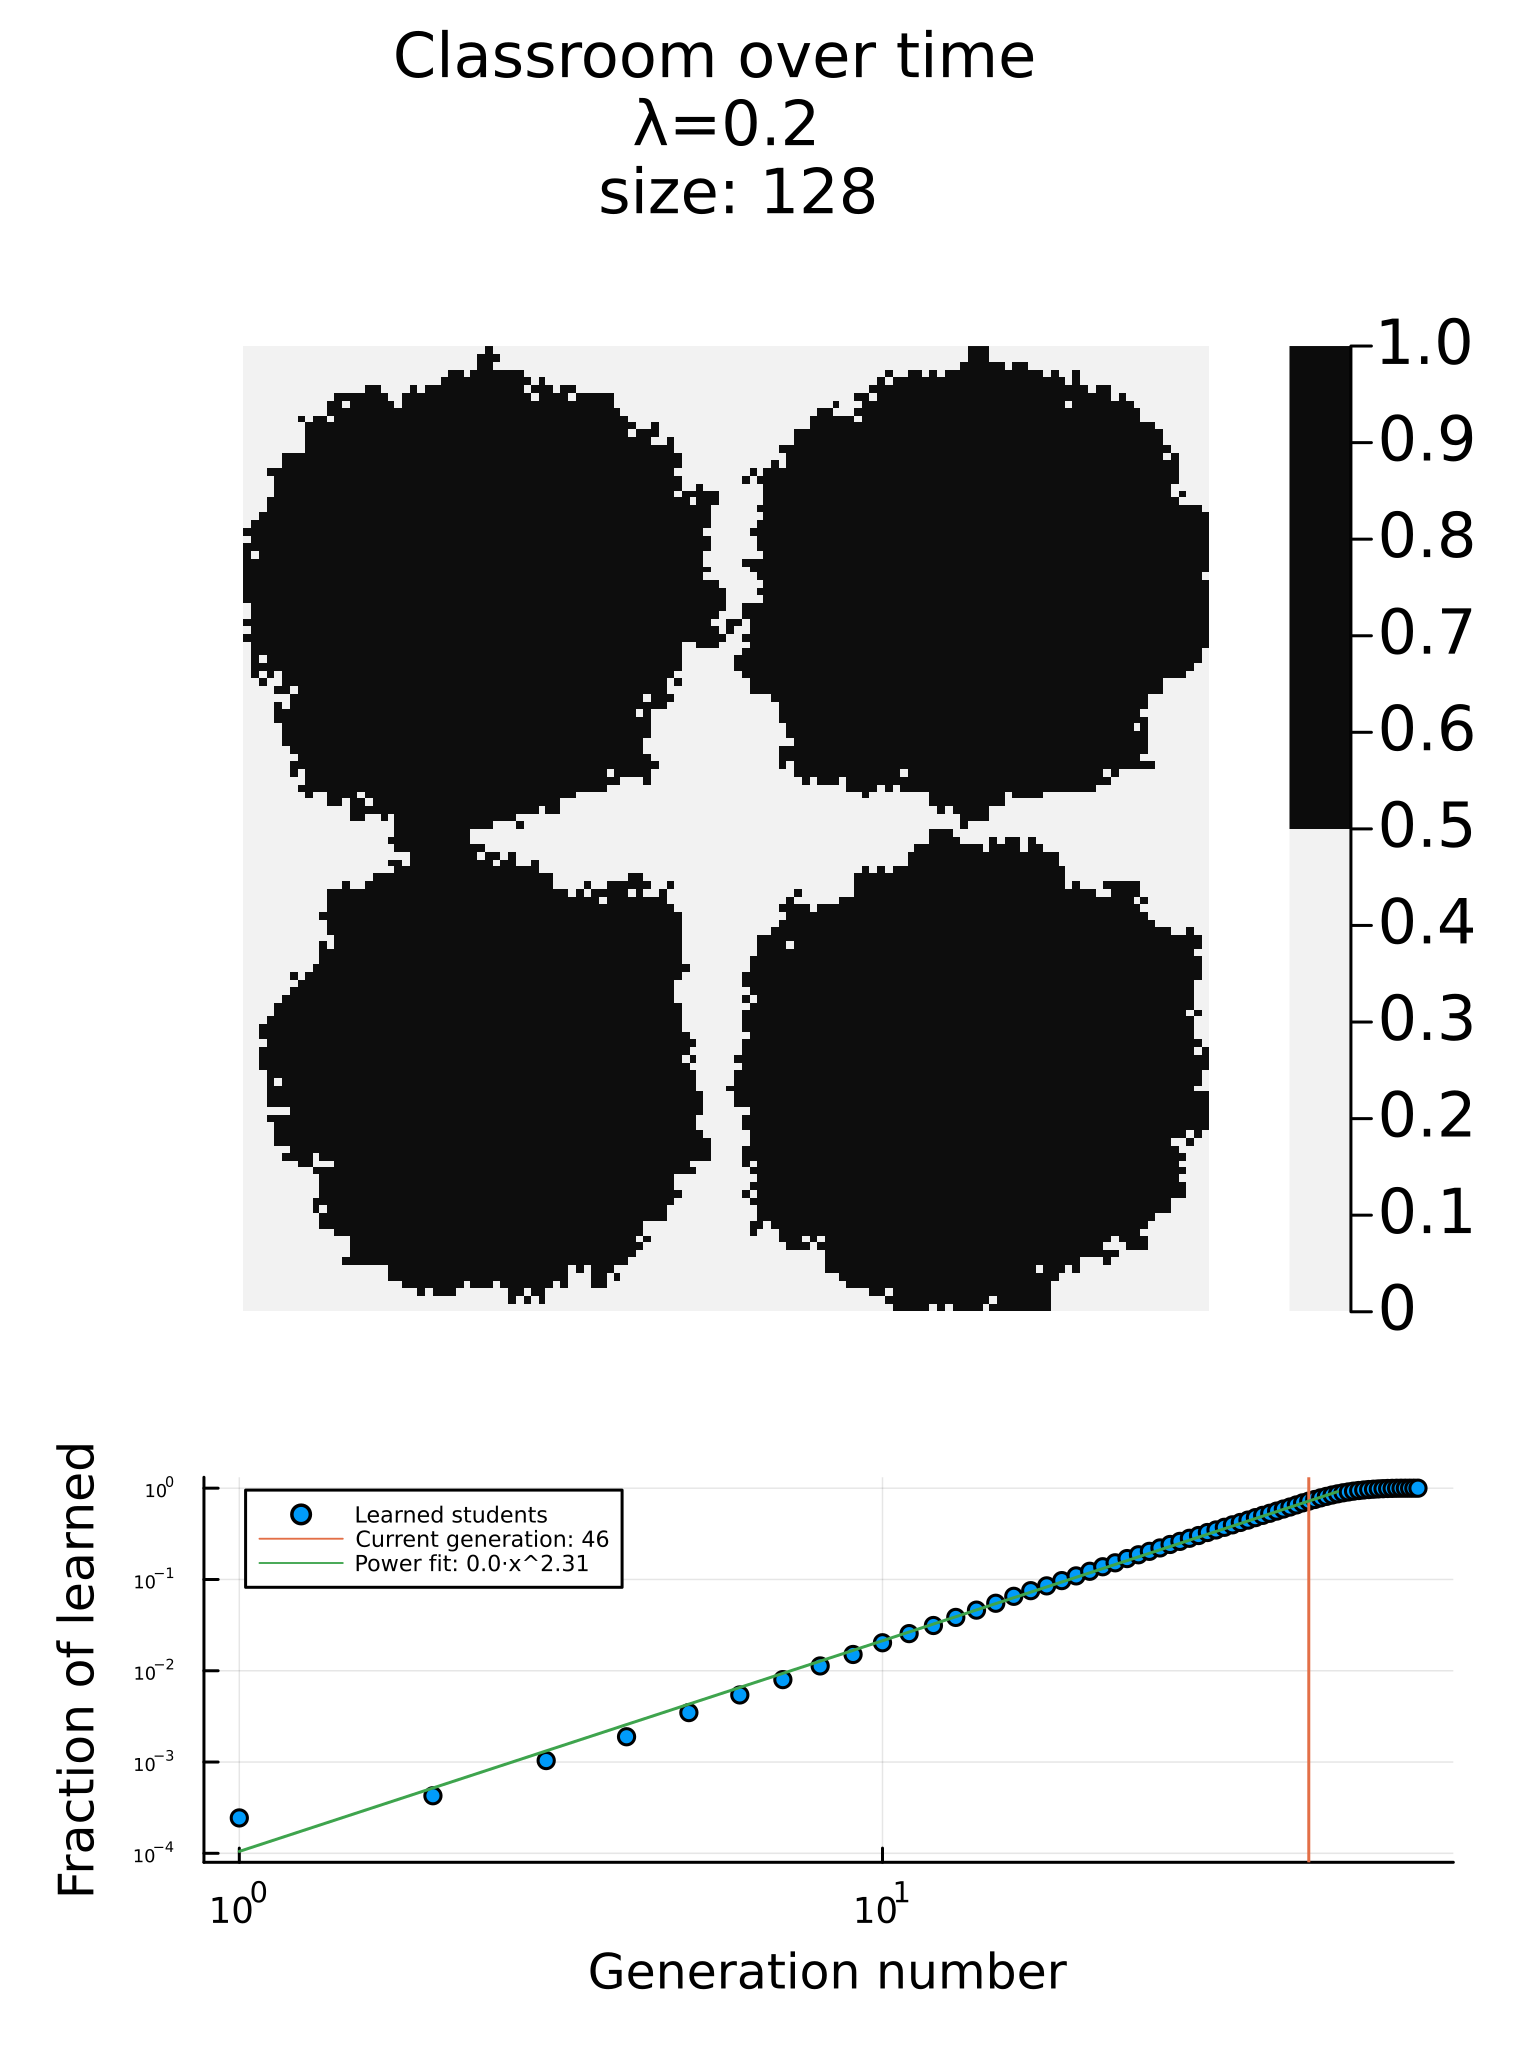 Classroom over time
λ=0.2
size: 128
1.0
0.9
0.8
0.7
0.6
0.5
0.4
0.3
0.2
0.1
0
Fraction of learned
10^0
10^-1
10^-2
10^-3
10^-4
Learned students
Current generation: 46
Power fit: 0.0·x^2.31
10^0
10^1
Generation number